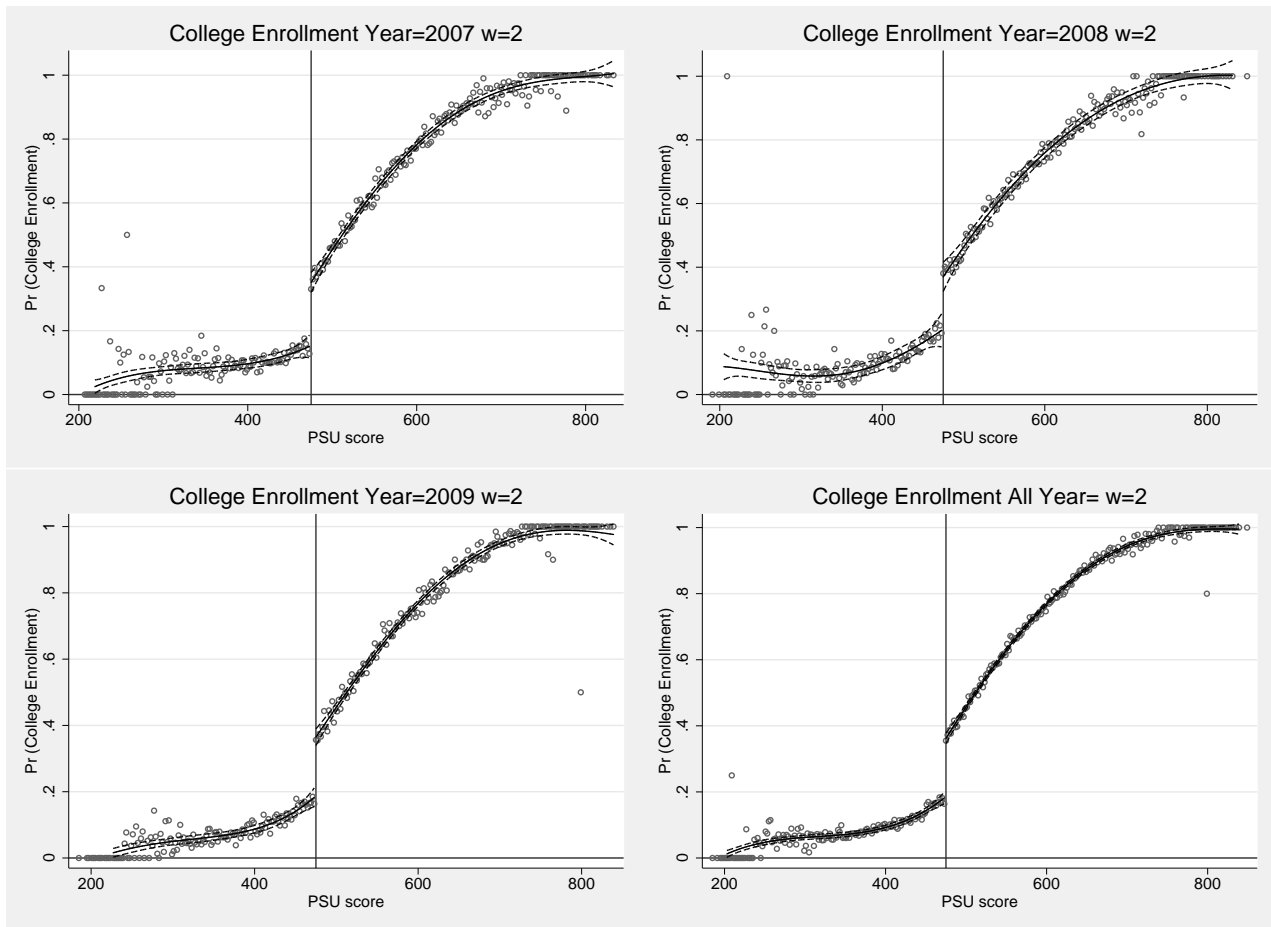 College Enrollment Year=2007 w=2
Pr (College Enrollment)
1
.8
.6
.4
.2
0
200 400 600 800
PSU score
College Enrollment Year=2008 w=2
Pr (College Enrollment)
1
.8
.6
.4
.2
0
200 400 600 800
PSU score
College Enrollment Year=2009 w=2
Pr (College Enrollment)
1
.8
.6
.4
.2
0
200 400 600 800
PSU score
College Enrollment All Year= w=2
Pr (College Enrollment)
1
.8
.6
.4
.2
0
200 400 600 800
PSU score